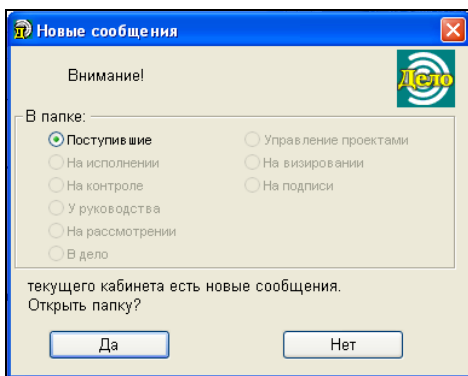 Новые сообщения
Внимание!
Дело
В папке:
Поступившие
Управление проектами
На исполнении
На визировании
На контроле
На подписи
У руководства
На рассмотрении
В дело
текущего кабинета есть новые сообщения.
Открыть папку?
Да
Нет